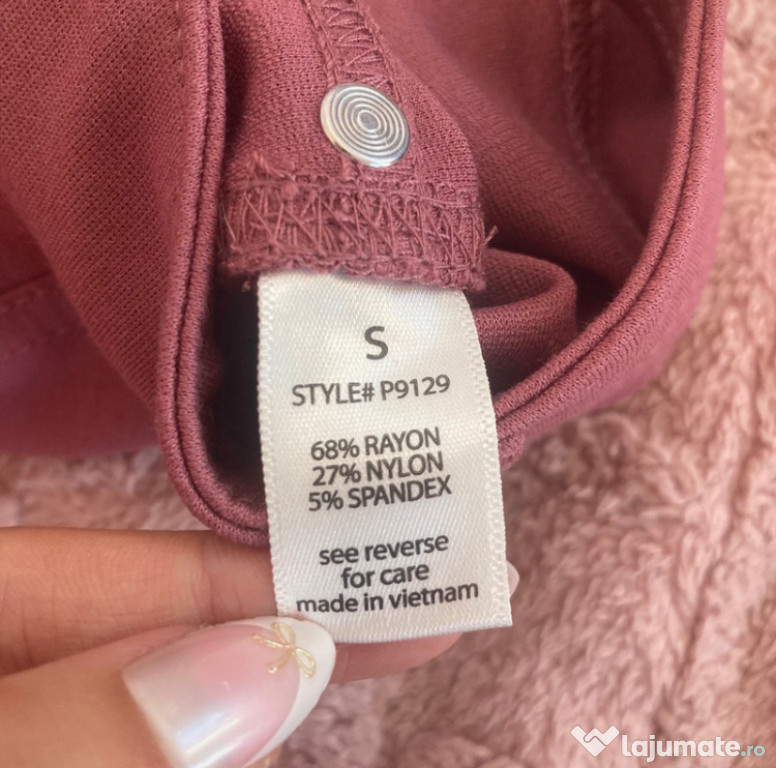 S
STYLE# P9129
68% RAYON
27% NYLON
5% SPANDEX
see reverse
for care
made in vietnam
lajumate.ro